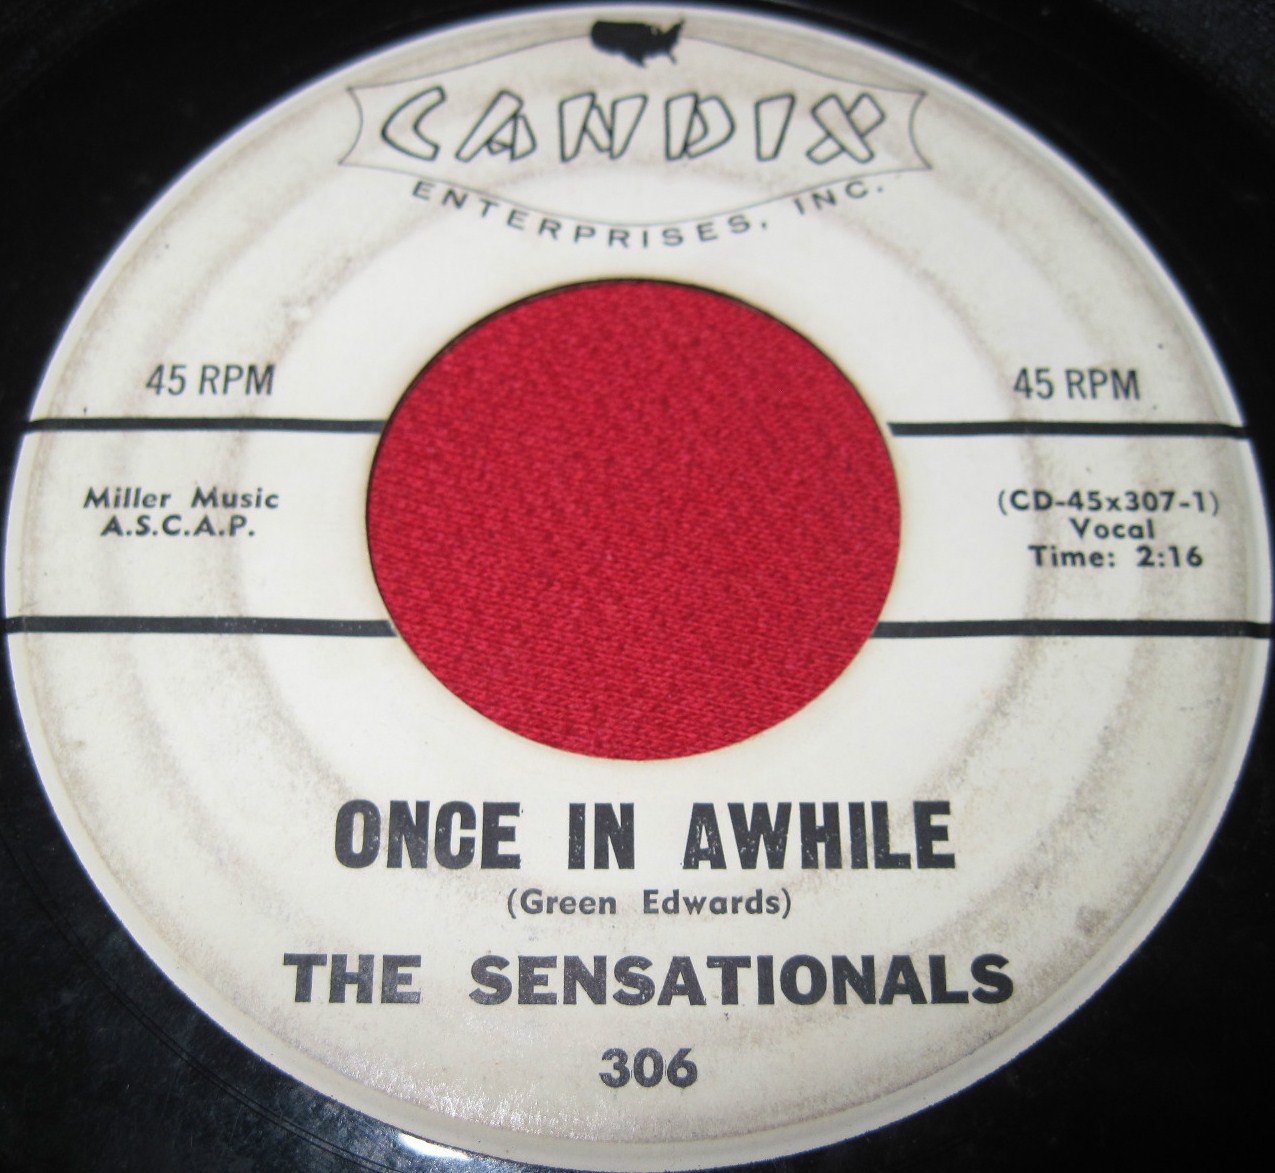 CANDIX
ENTERPRISES, INC.
45 RPM
45 RPM
Miller Music
A.S.C.A.P.
(CD-45x307-1)
Vocal
Time: 2:16
ONCE IN AWHILE
(Green Edwards)
THE SENSATIONALS
306